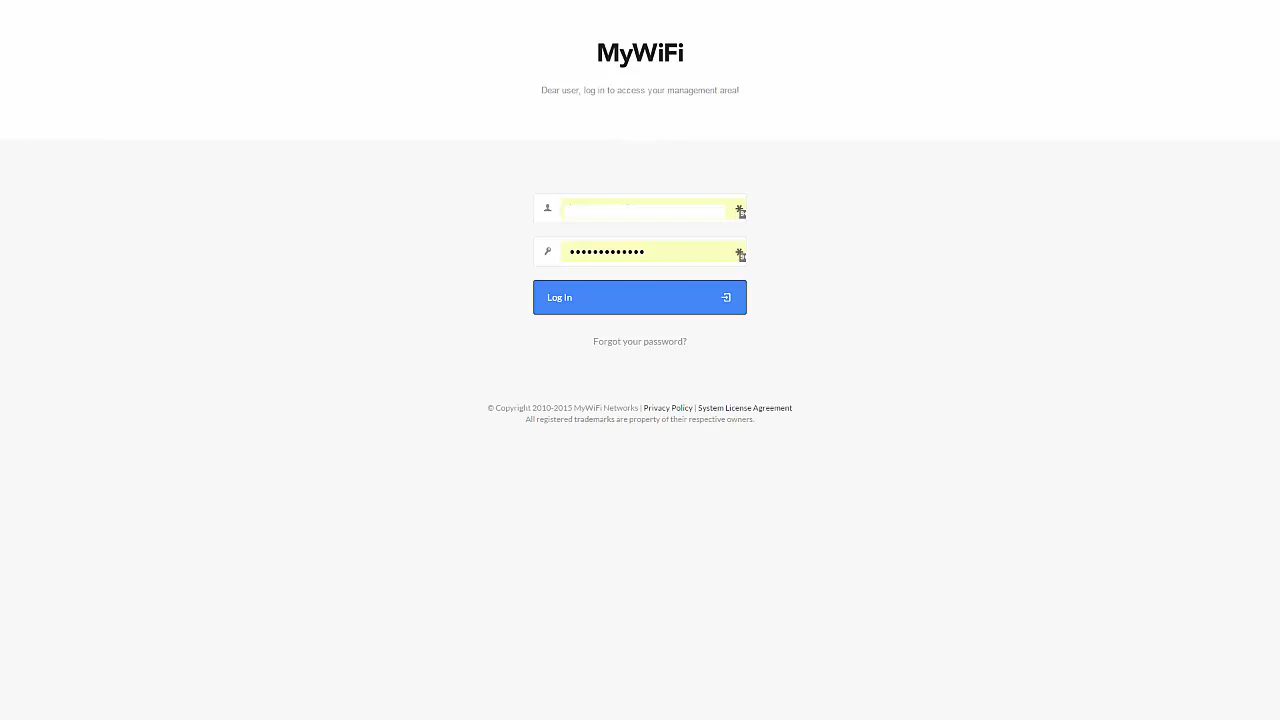 MyWiFi
Dear user, log in to access your management area!
•••••••••••••
Log In
Forgot your password?
© Copyright 2010-2015 MyWiFi Networks | Privacy Policy | System License Agreement
All registered trademarks are property of their respective owners.